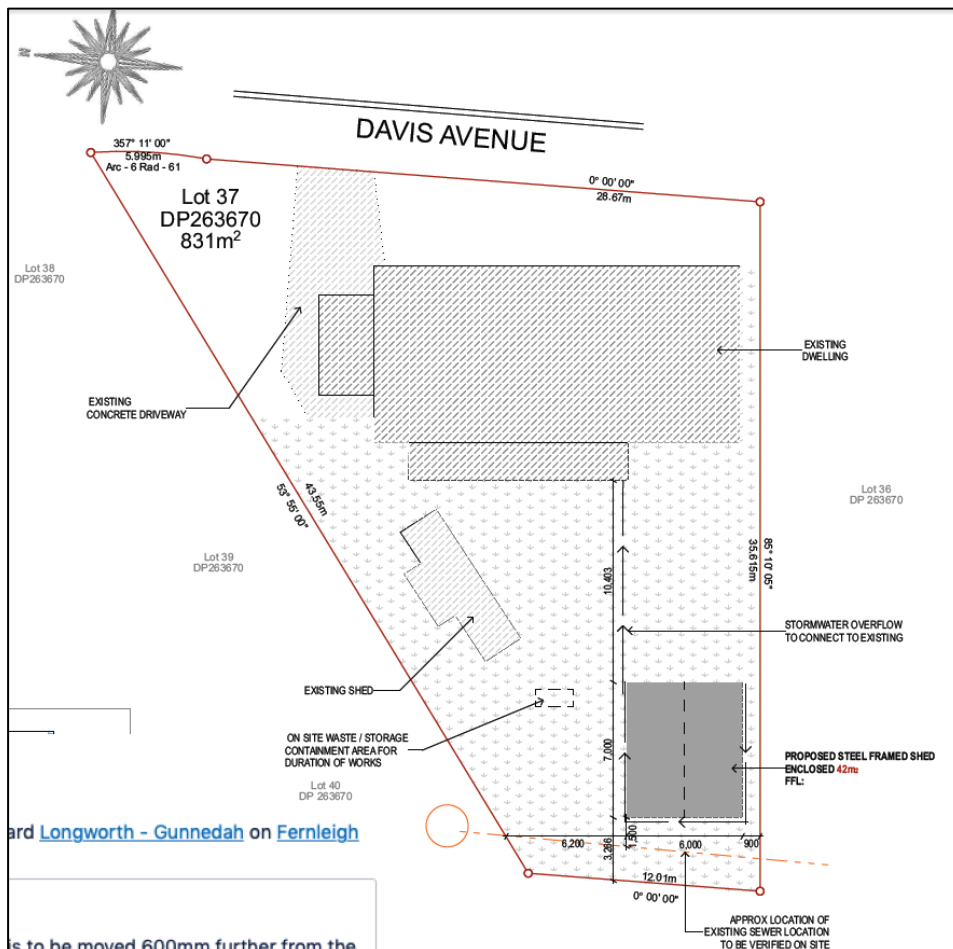 N
DAVIS AVENUE
357° 11' 00"
5.995m
Arc - 6 Rad - 61
0° 00' 00"
28.67m
Lot 37
DP263670
831m²
Lot 38
DP263670
EXISTING
DWELLING
EXISTING
CONCRETE DRIVEWAY
43.55m
53° 55' 00"
Lot 36
DP 263670
85° 10' 05"
35.615m
Lot 39
DP263670
10,403
STORMWATER OVERFLOW
TO CONNECT TO EXISTING
EXISTING SHED
ON SITE WASTE / STORAGE
CONTAINMENT AREA FOR
DURATION OF WORKS
7,000
PROPOSED STEEL FRAMED SHED
ENCLOSED 42m²
FFL:
Lot 40
DP 263670
ard Longworth - Gunnedah on Fernleigh
6,200
3,266
1,500
6,000
900
12.01m
0° 00' 00"
APPROX LOCATION OF
EXISTING SEWER LOCATION
TO BE VERIFIED ON SITE
is to be moved 600mm further from the